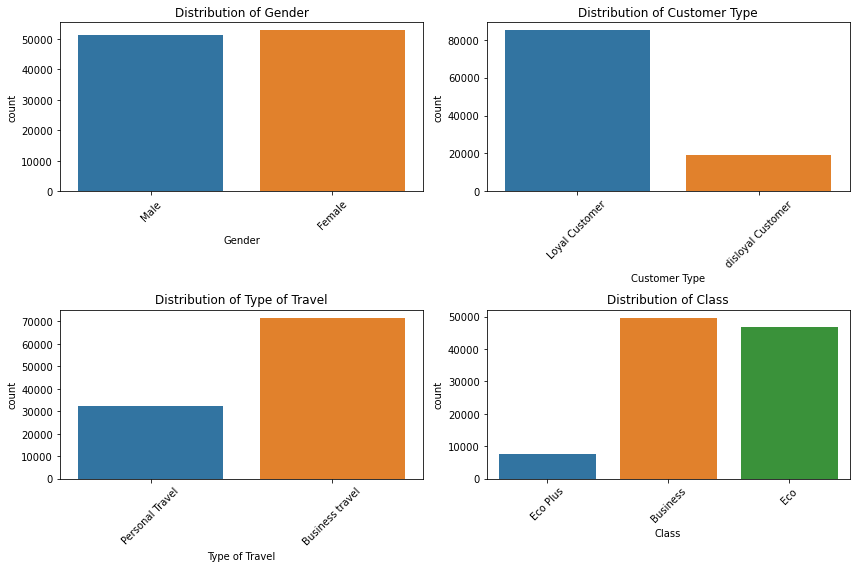 Distribution of Gender
count
50000
40000
30000
20000
10000
0
Male
Female
Gender
Distribution of Customer Type
count
80000
60000
40000
20000
0
Loyal Customer
disloyal Customer
Customer Type
Distribution of Type of Travel
count
70000
60000
50000
40000
30000
20000
10000
0
Personal Travel
Business travel
Type of Travel
Distribution of Class
count
50000
40000
30000
20000
10000
0
Eco Plus
Business
Eco
Class